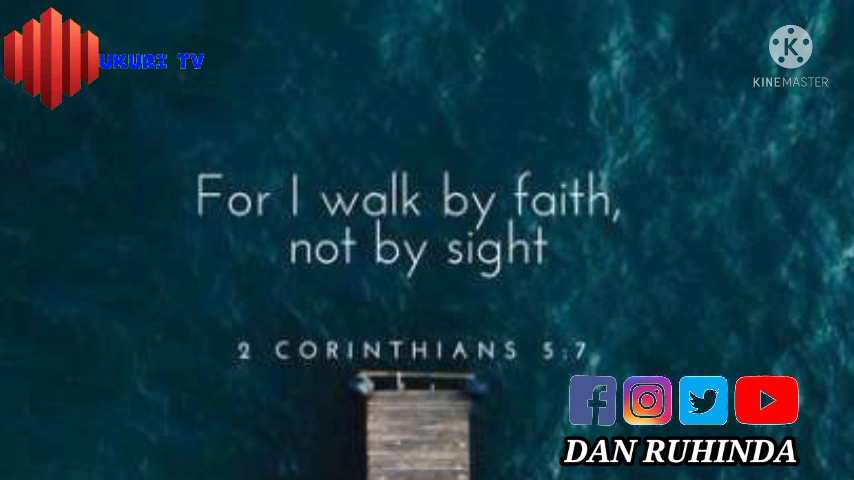 UKURI TV
K
KINEMASTER
For I walk by faith,
not by sight
2 CORINTHIANS 5:7
DAN RUHINDA